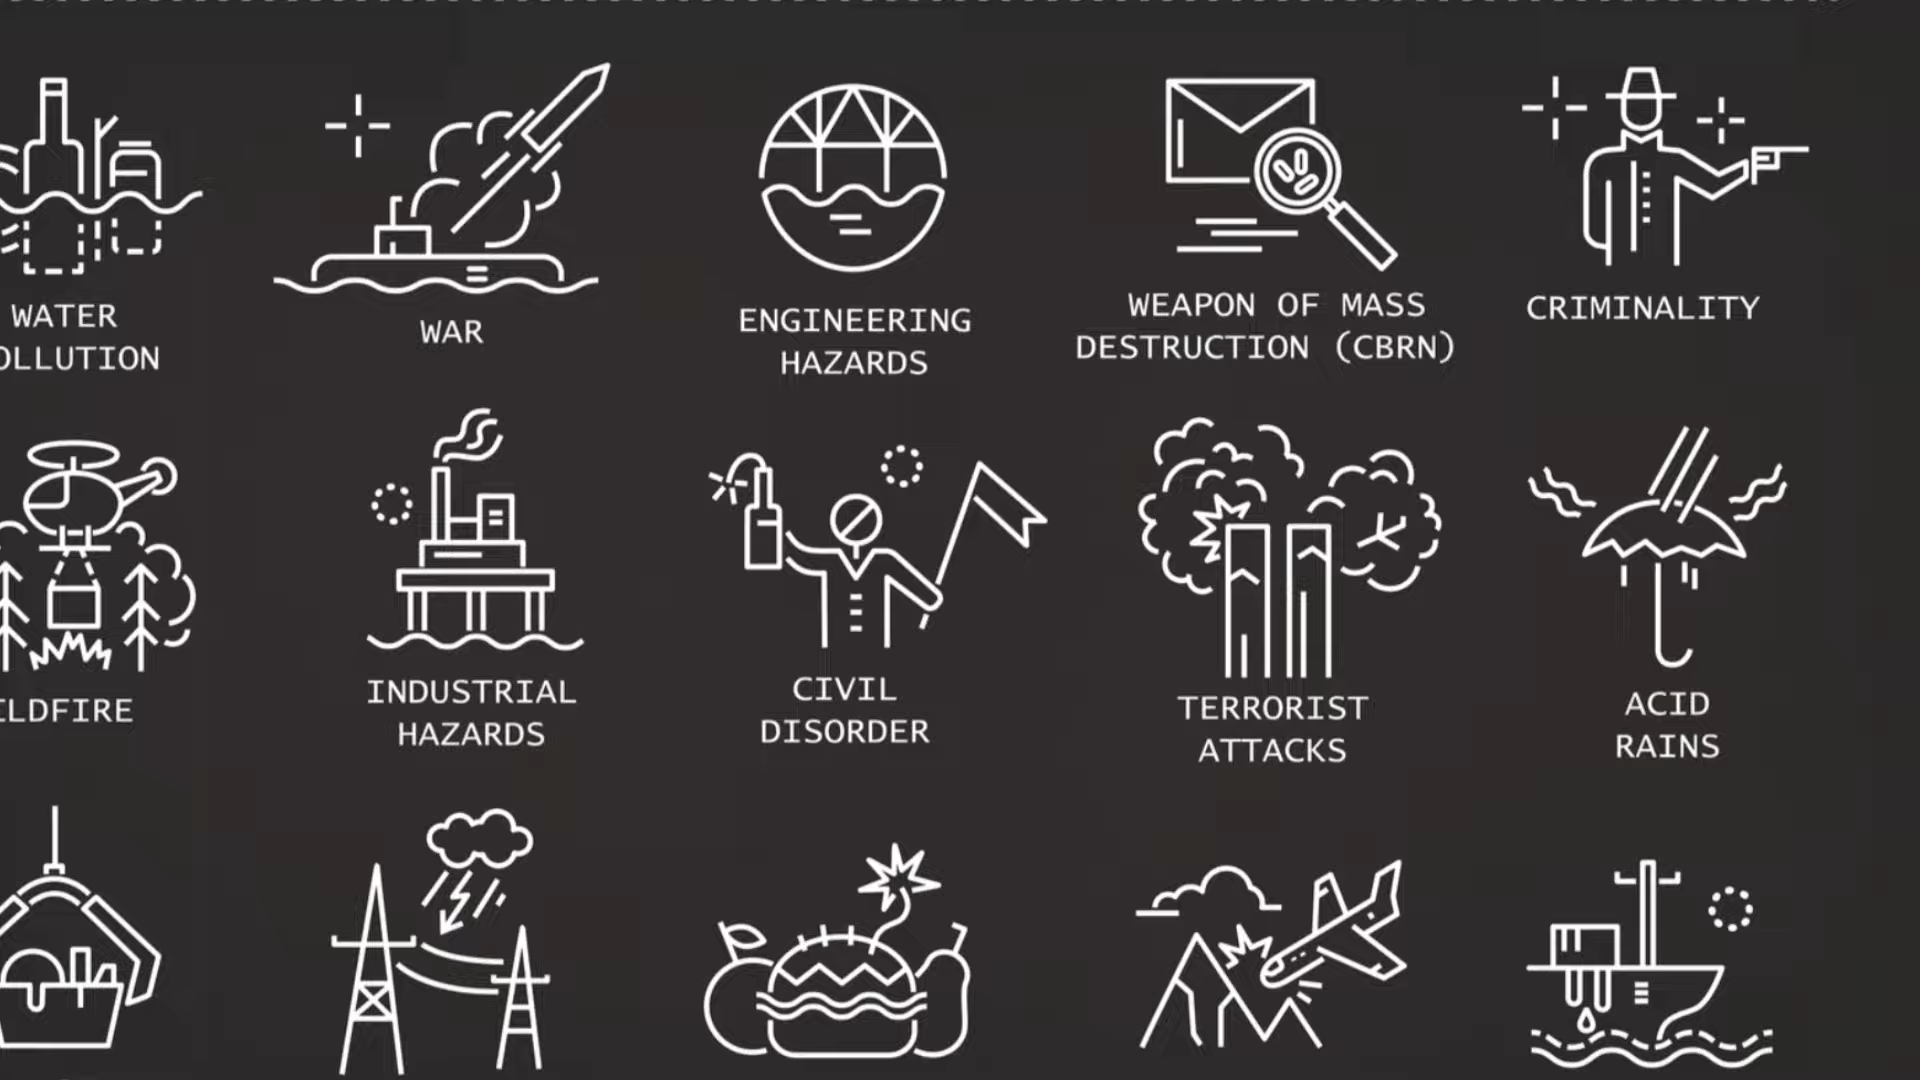 WATER
OLLUTION
WAR
ENGINEERING
HAZARDS
WEAPON OF MASS
DESTRUCTION (CBRN)
CRIMINALITY
ILDFIRE
INDUSTRIAL
HAZARDS
CIVIL
DISORDER
TERRORIST
ATTACKS
ACID
RAINS